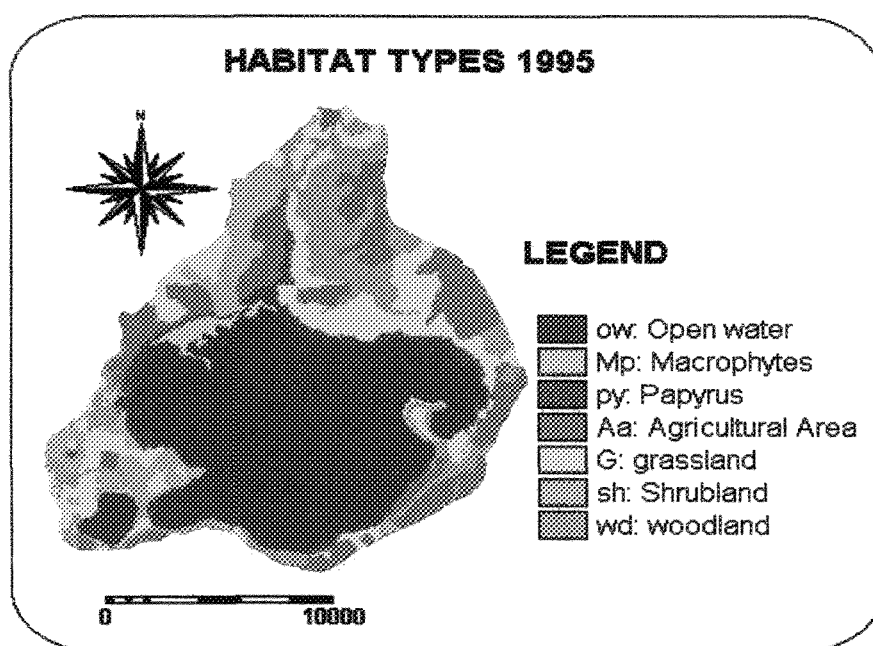 HABITAT TYPES 1995
N
LEGEND
ow: Open water
Mp: Macrophytes
py: Papyrus
Aa: Agricultural Area
G: grassland
sh: Shrubland
wd: woodland
0 10000